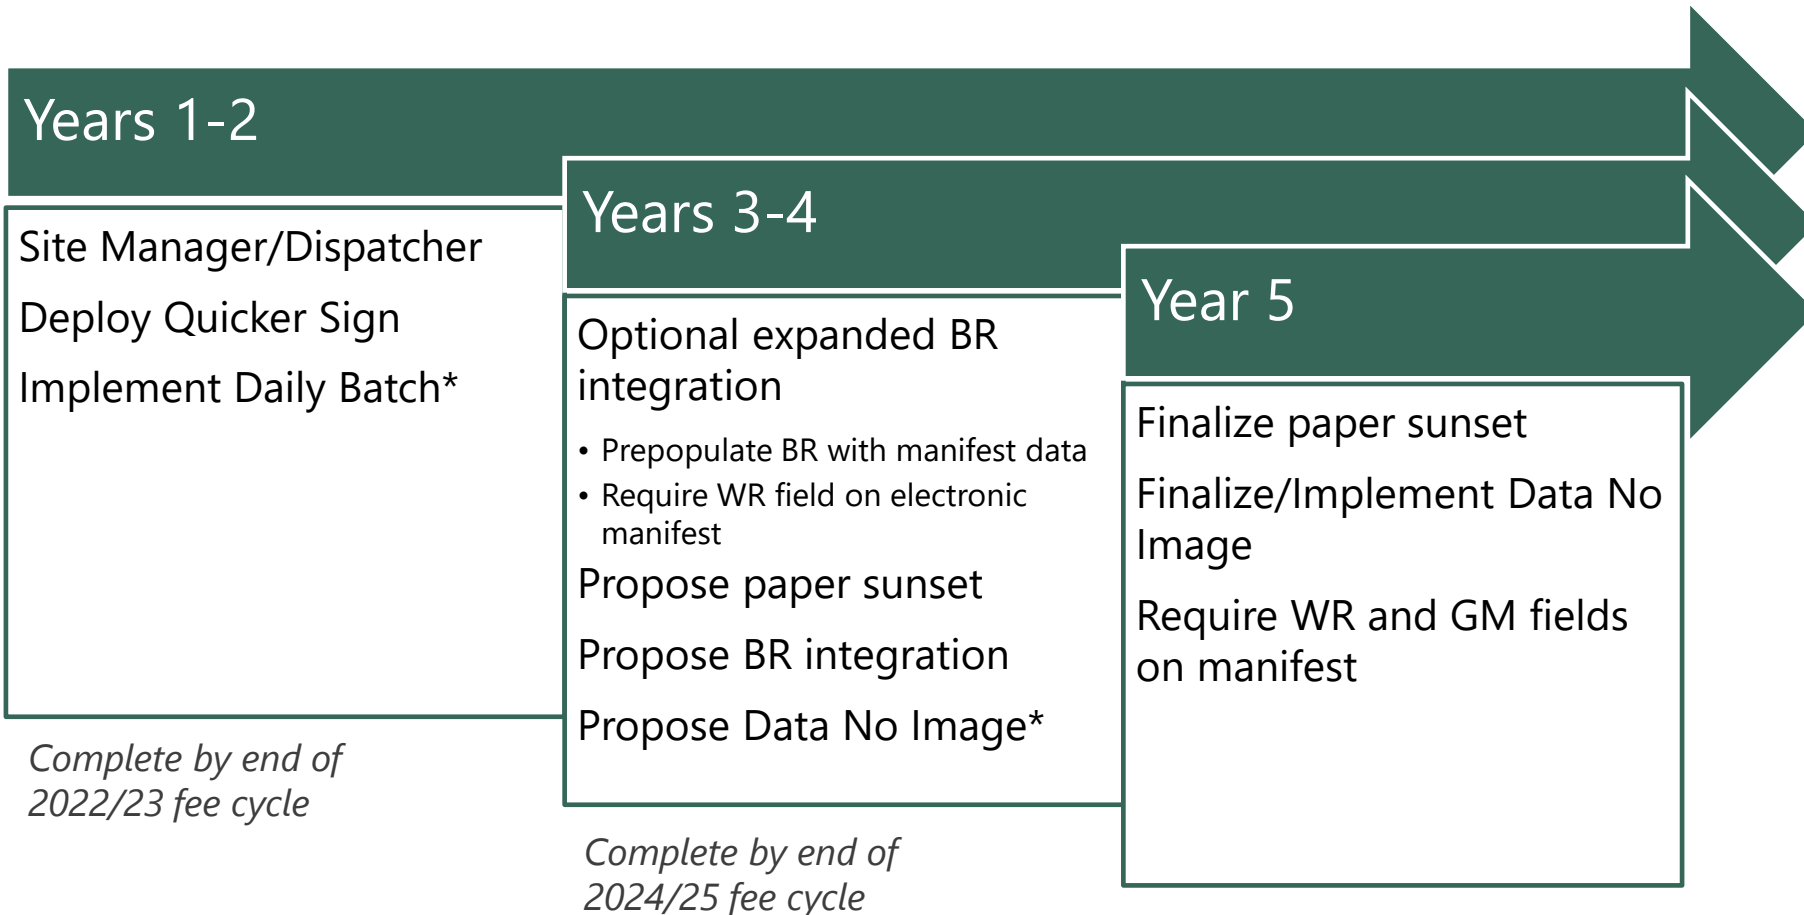 Years 1-2
Site Manager/Dispatcher
Deploy Quicker Sign
Implement Daily Batch*
Complete by end of
2022/23 fee cycle
Years 3-4
Optional expanded BR
integration
• Prepopulate BR with manifest data
• Require WR field on electronic
manifest
Propose paper sunset
Propose BR integration
Propose Data No Image*
Complete by end of
2024/25 fee cycle
Year 5
Finalize paper sunset
Finalize/Implement Data No
Image
Require WR and GM fields
on manifest